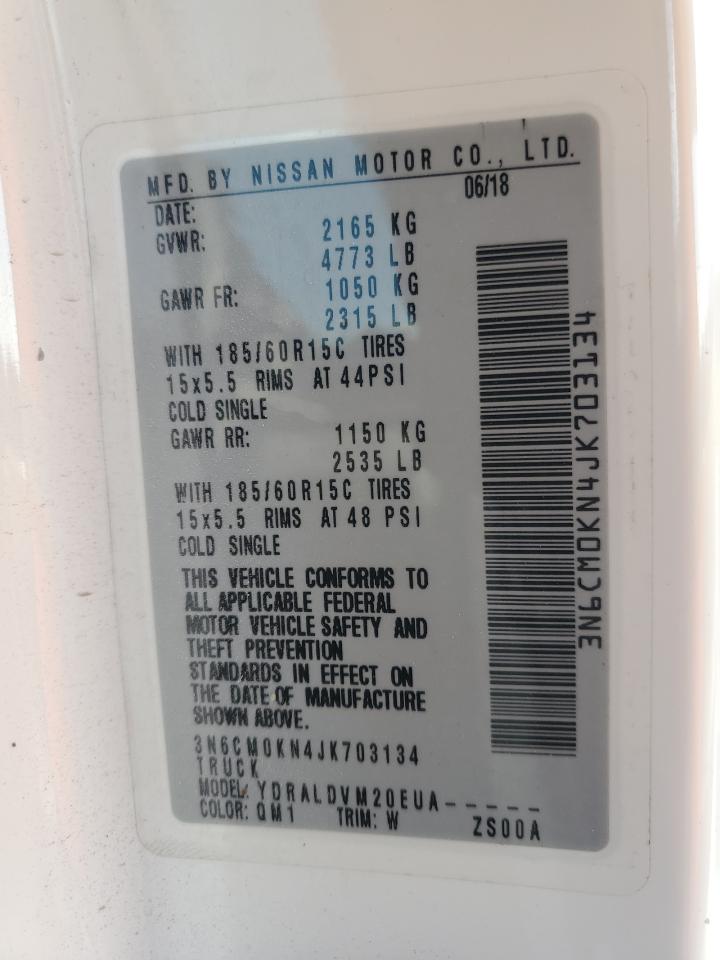 MFD. BY NISSAN MOTOR CO., LTD.
DATE: 06/18
GVWR: 2165 KG
4773 LB
GAWR FR: 1050 KG
2315 LB
WITH 185/60R15C TIRES
15x5.5 RIMS AT 44PSI
COLD SINGLE
GAWR RR: 1150 KG
2535 LB
WITH 185/60R15C TIRES
15x5.5 RIMS AT 48 PSI
COLD SINGLE
THIS VEHICLE CONFORMS TO
ALL APPLICABLE FEDERAL
MOTOR VEHICLE SAFETY AND
THEFT PREVENTION
STANDARDS IN EFFECT ON
THE DATE OF MANUFACTURE
SHOWN ABOVE.
3N6CM0KN4JK703134
TRUCK
MODEL: YDRALDVM20EUA-----
COLOR: QM1 TRIM: W ZS00A
3N6CM0KN4JK703134